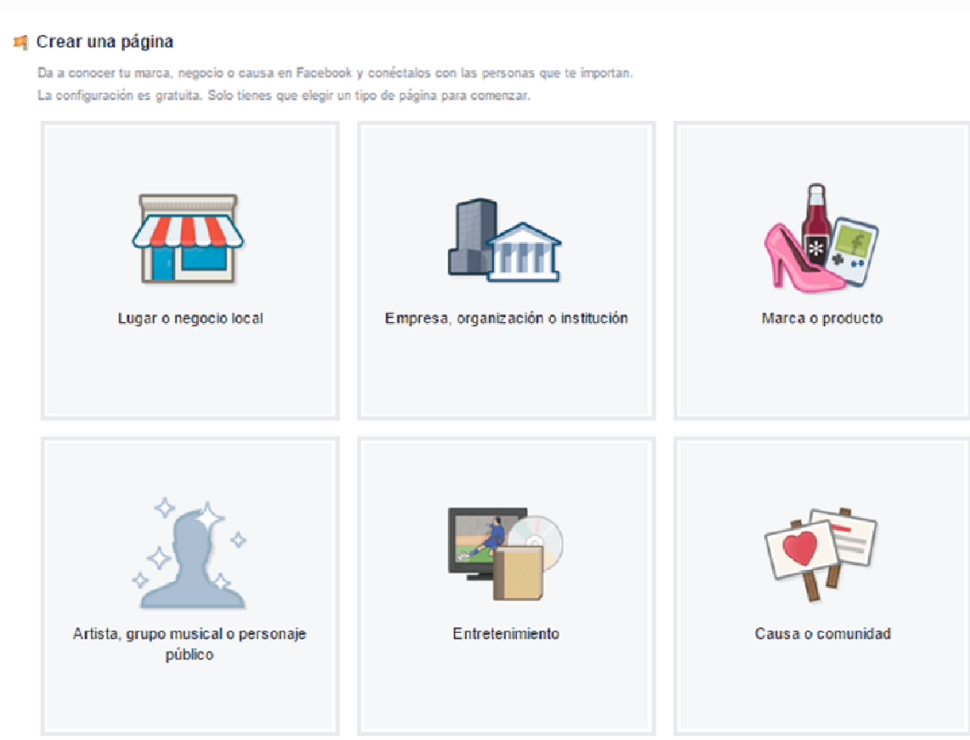 Crear una página
Da a conocer tu marca, negocio o causa en Facebook y conéctalos con las personas que te importan.
La configuración es gratuita. Solo tienes que elegir un tipo de página para comenzar.
Lugar o negocio local
Empresa, organización o institución
Marca o producto
Artista, grupo musical o personaje
público
Entretenimiento
Causa o comunidad